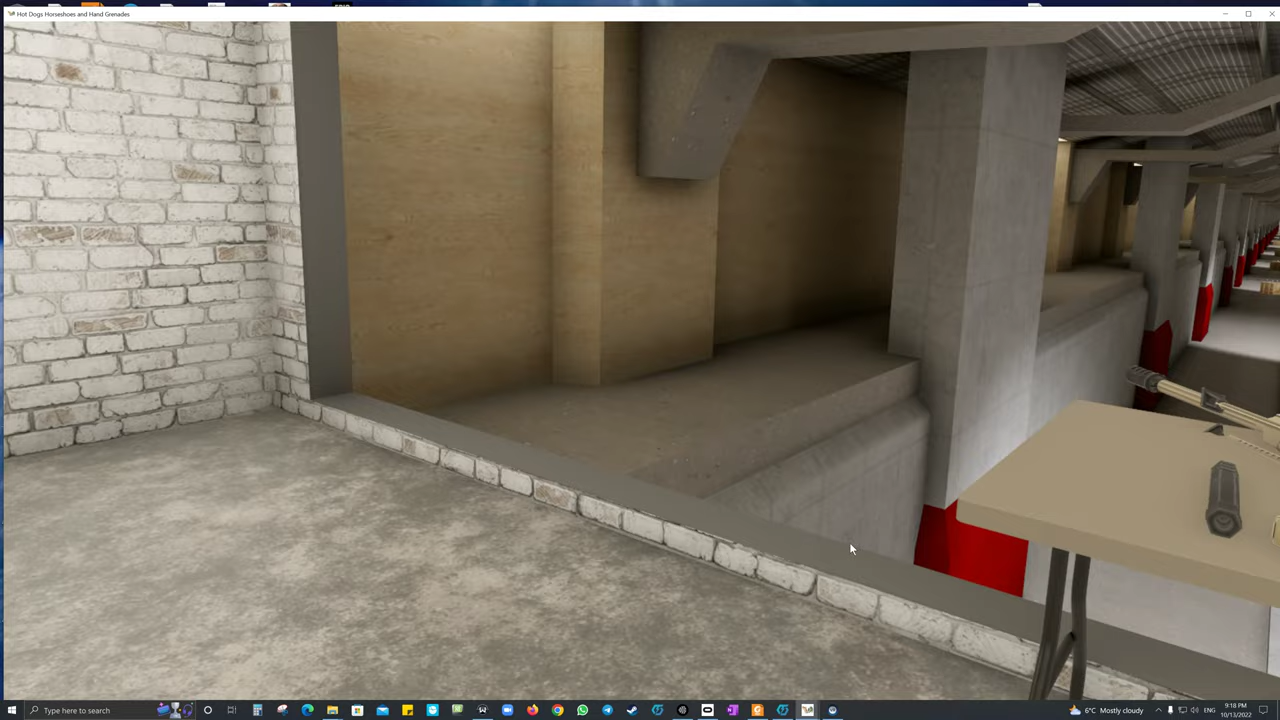 Hot Dogs Horseshoes and Hand Grenades
Type here to search
6°C Mostly cloudy
ENG
9:18 PM
10/13/2022